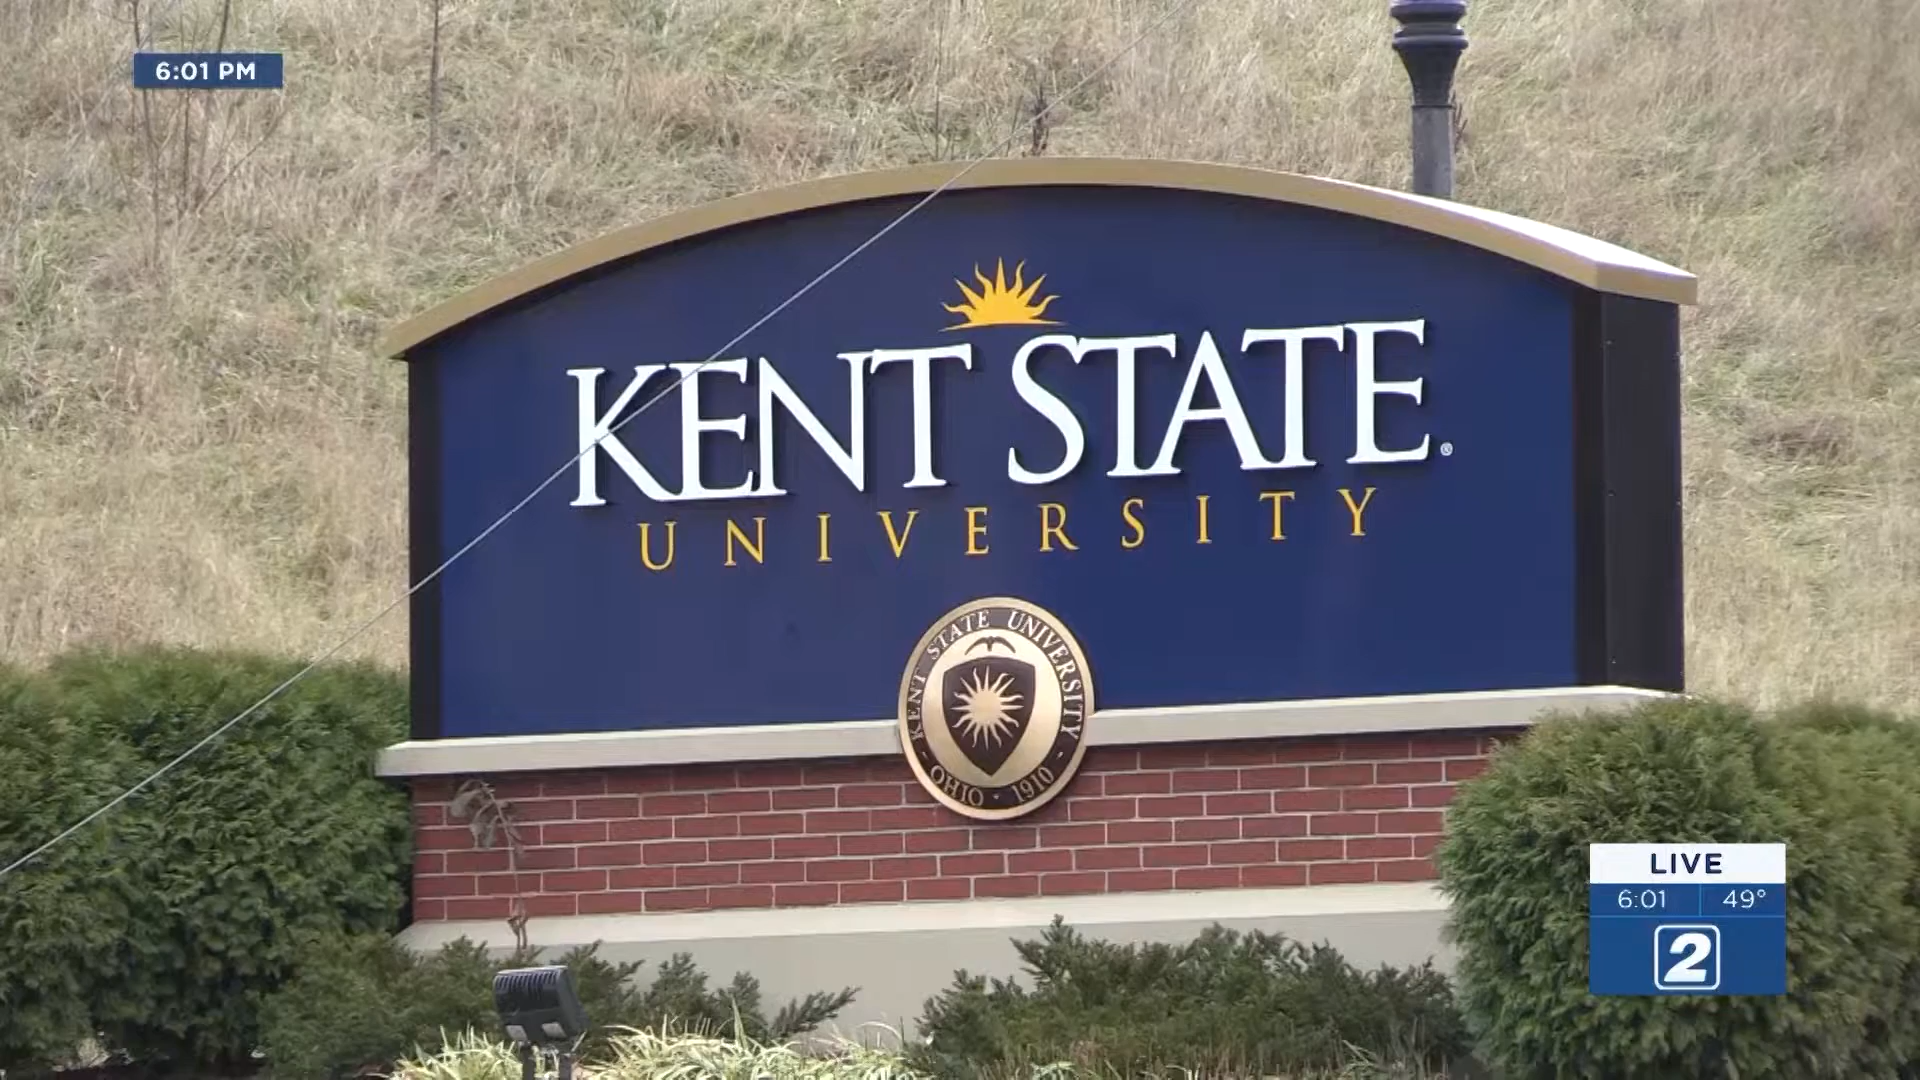 6:01 PM
KENT STATE®
UNIVERSITY
KENT STATE UNIVERSITY
OHIO · 1910
LIVE
6:01 49°
2